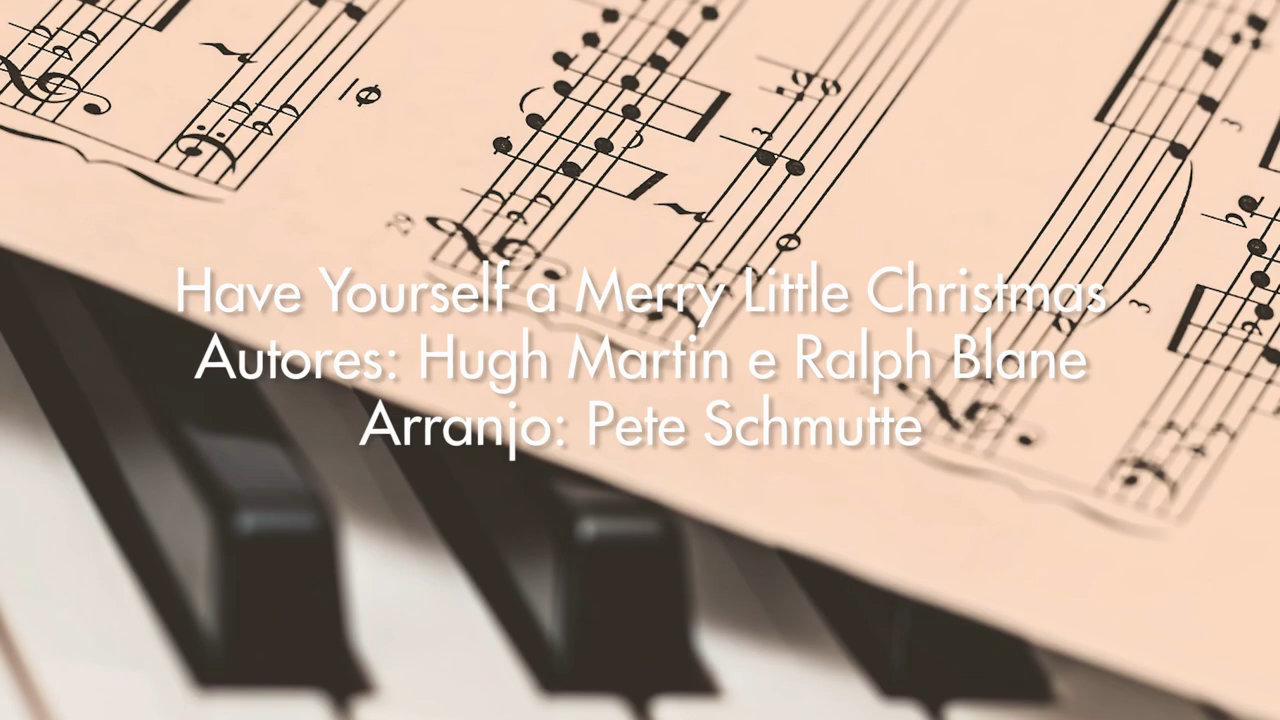 Have Yourself a Merry Little Christmas
Autores: Hugh Martin e Ralph Blane
Arranjo: Pete Schmutte